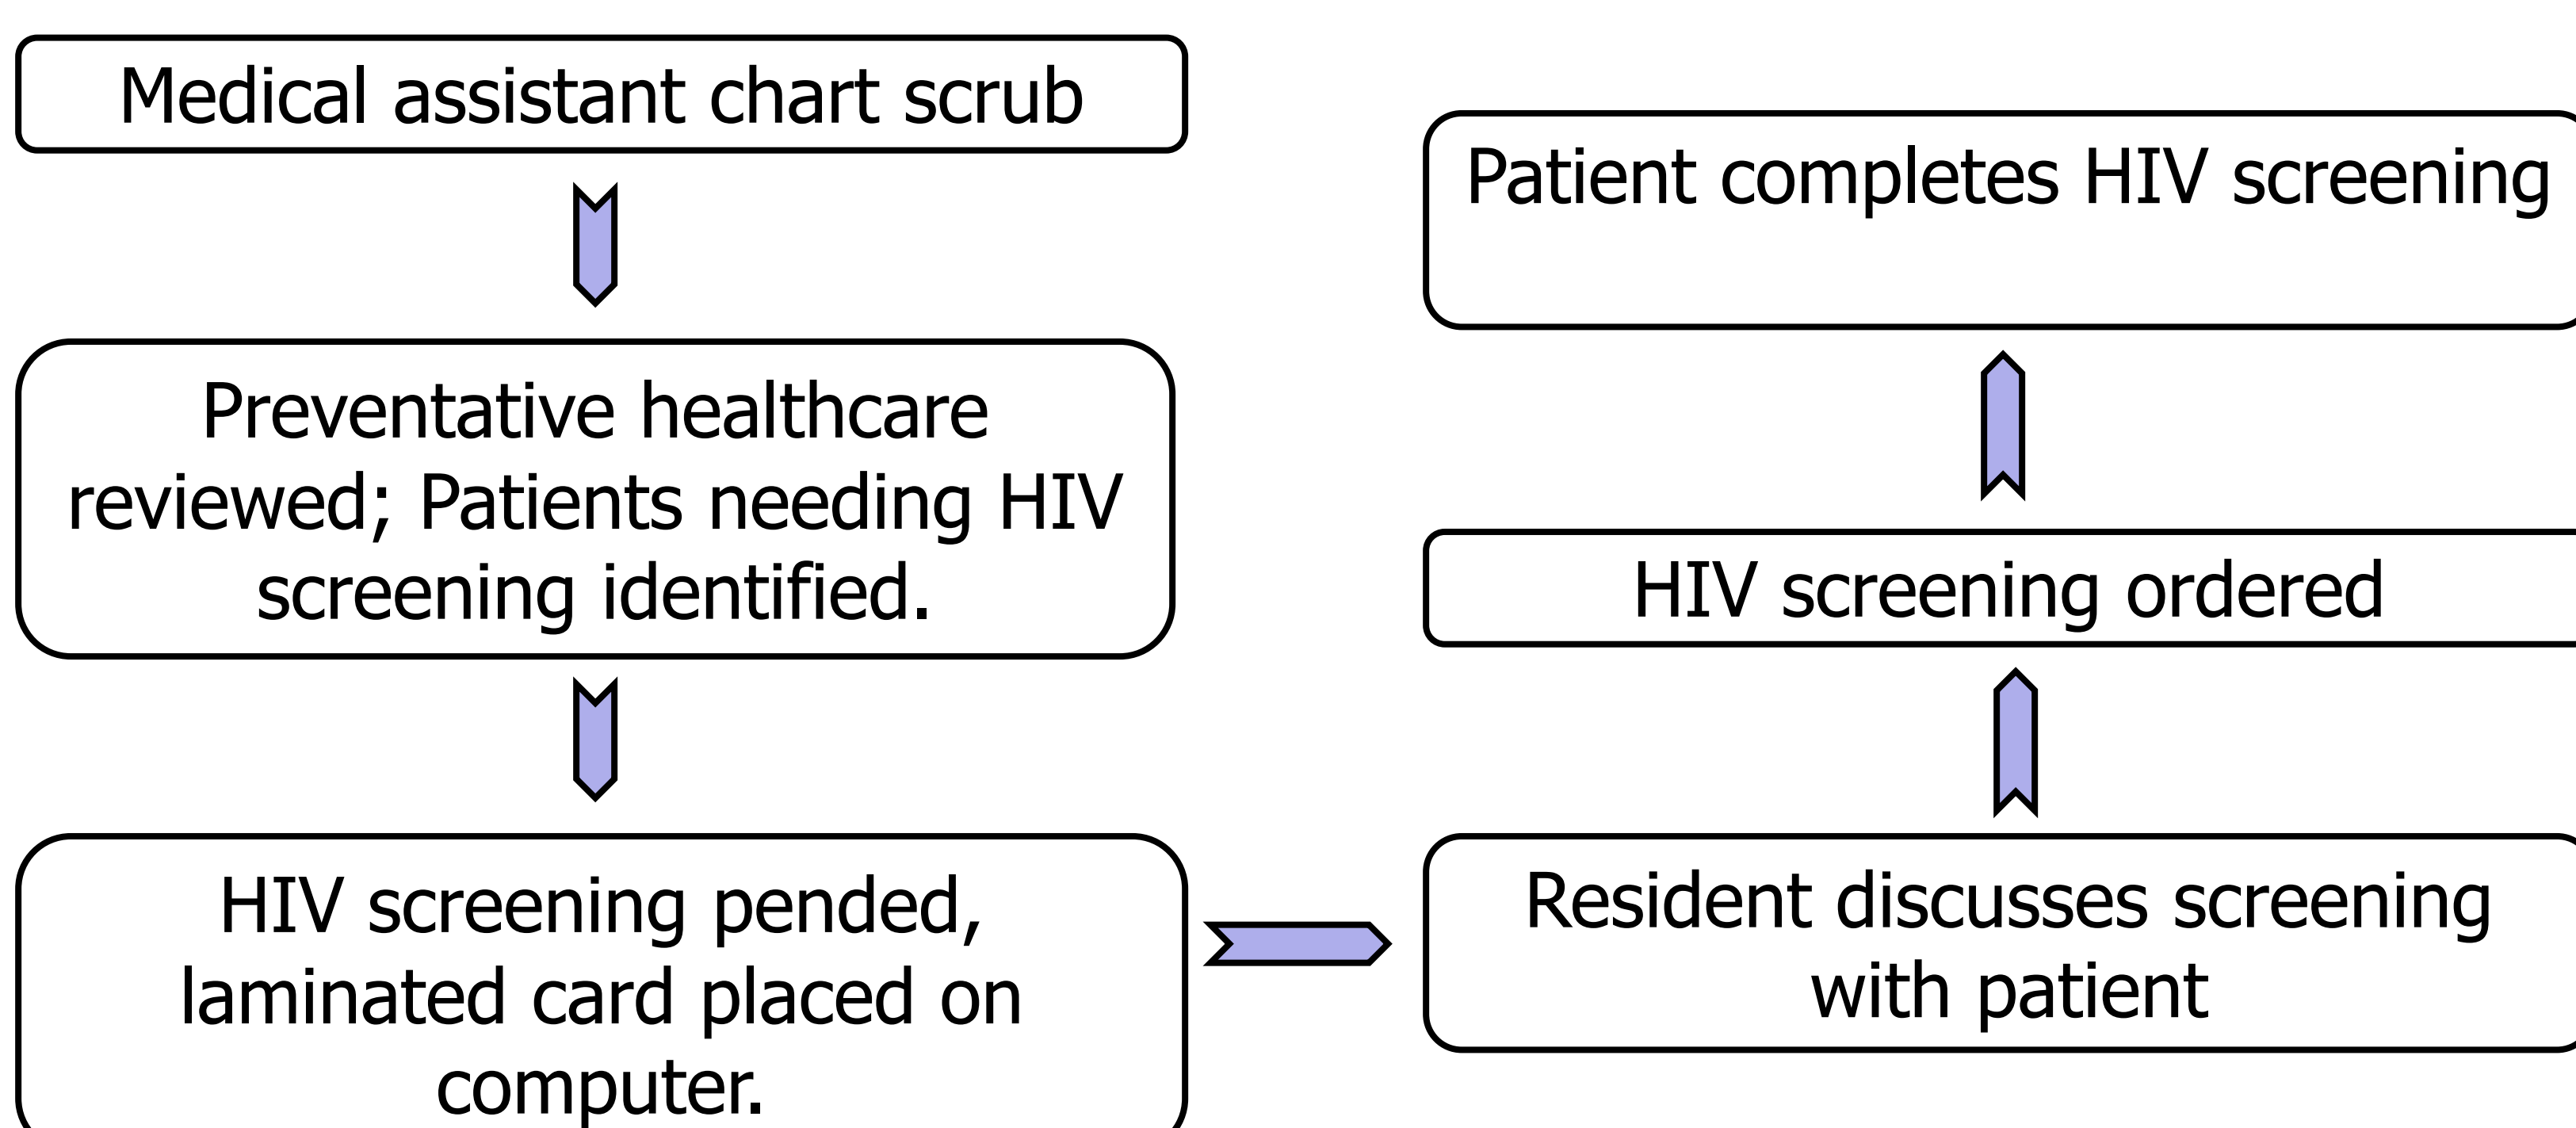 Medical assistant chart scrub
Preventative healthcare
reviewed; Patients needing HIV
screening identified.
HIV screening pended,
laminated card placed on
computer.
Resident discusses screening
with patient
HIV screening ordered
Patient completes HIV screening